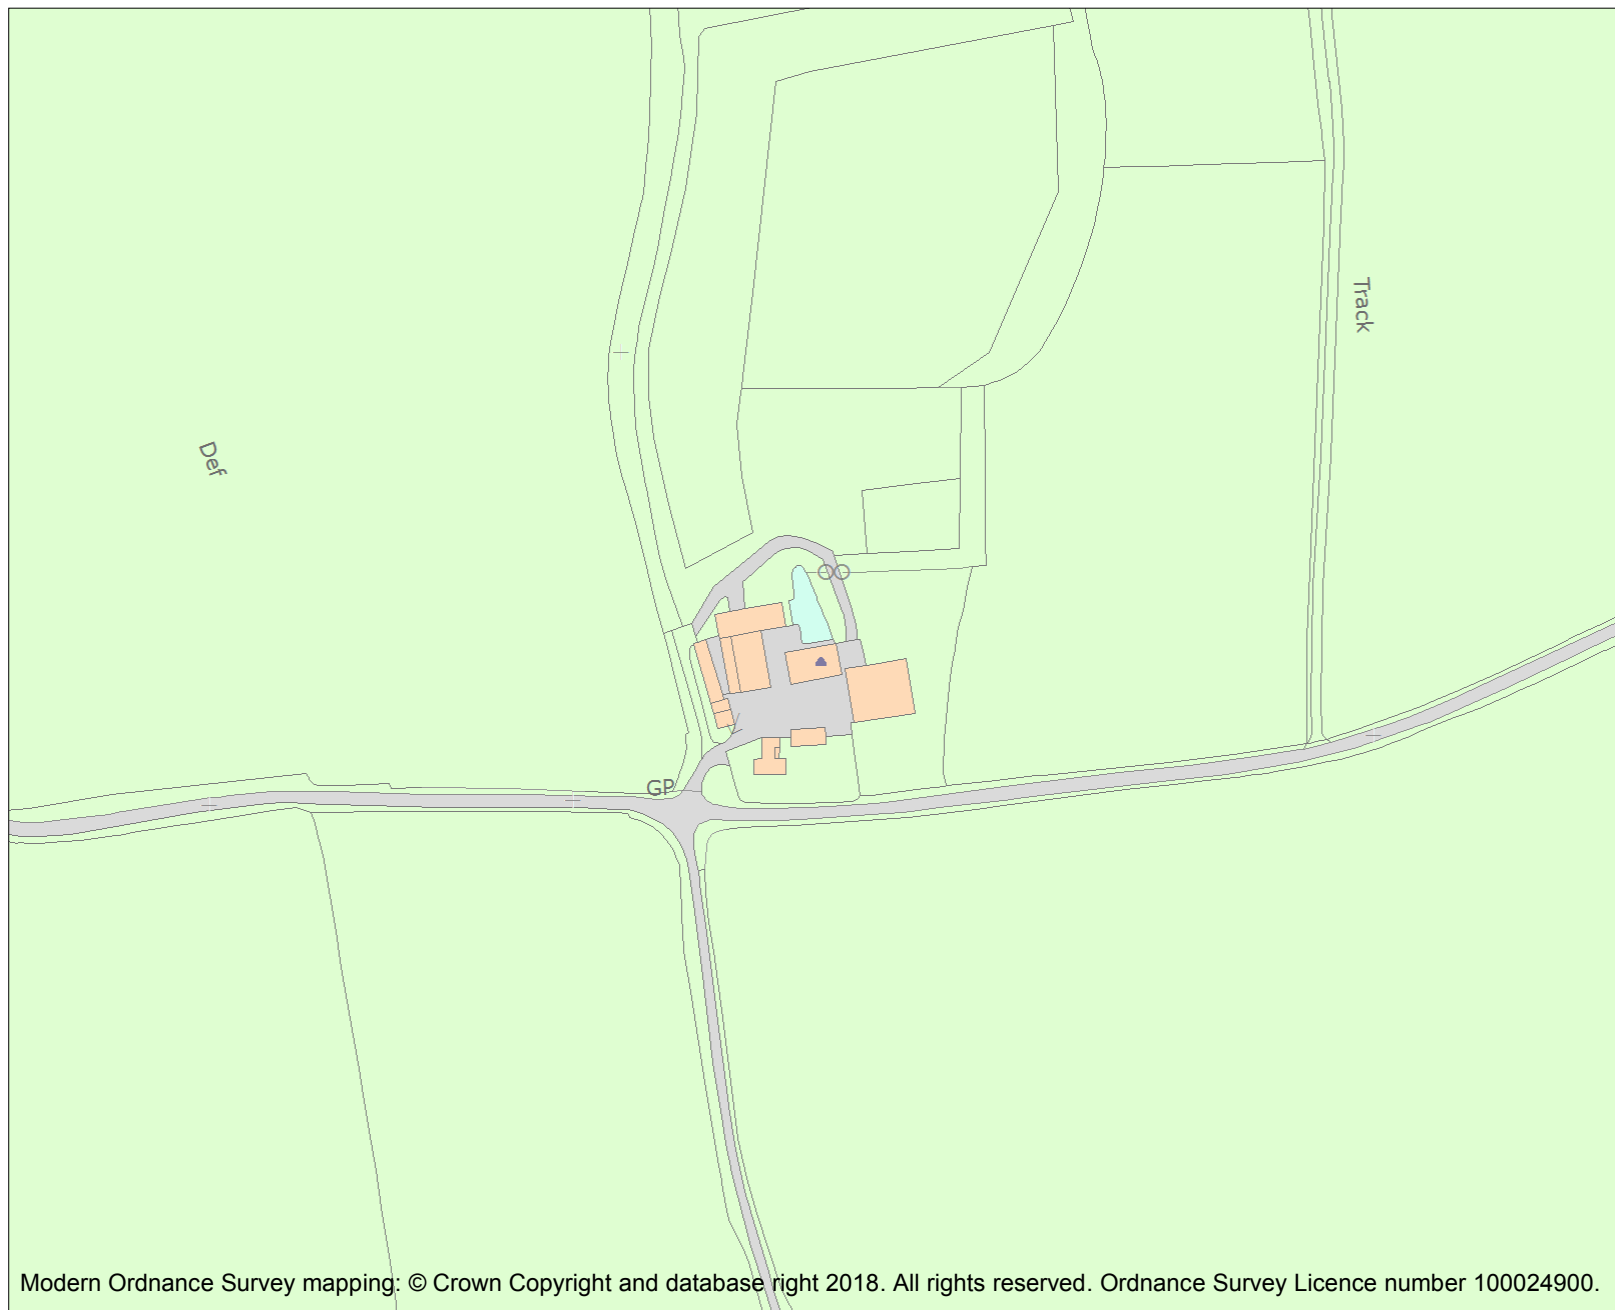 Track
Def
GP
Modern Ordnance Survey mapping: © Crown Copyright and database right 2018. All rights reserved. Ordnance Survey Licence number 100024900.